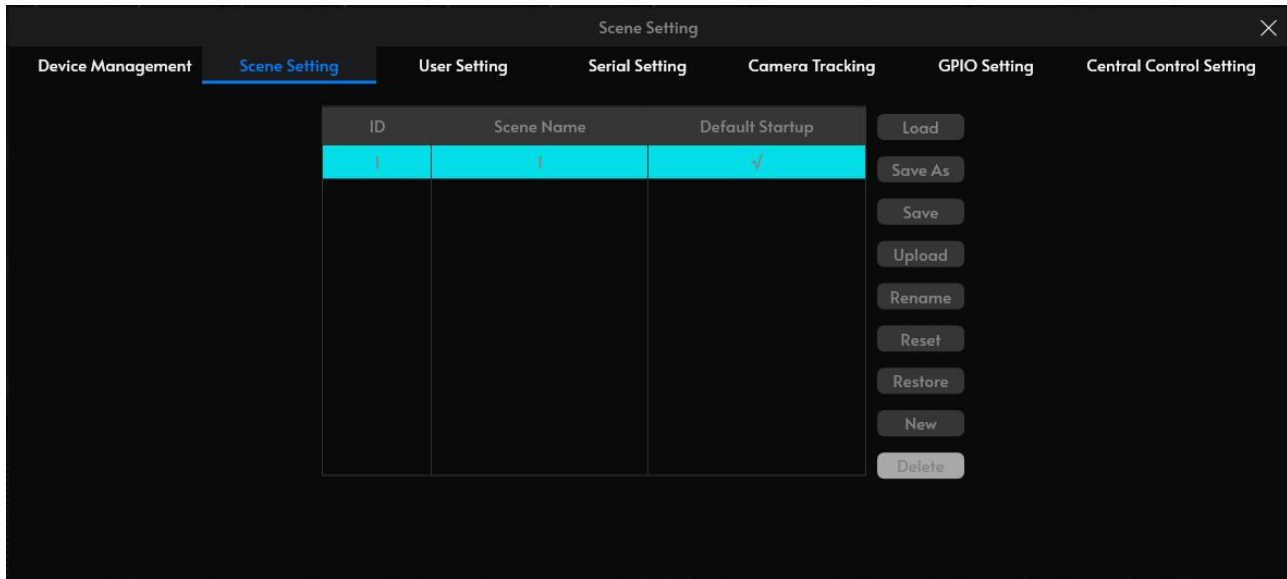 Scene Setting
Device Management Scene Setting User Setting Serial Setting Camera Tracking GPIO Setting Central Control Setting
ID Scene Name Default Startup
1 1 √
Load
Save As
Save
Upload
Rename
Reset
Restore
New
Delete